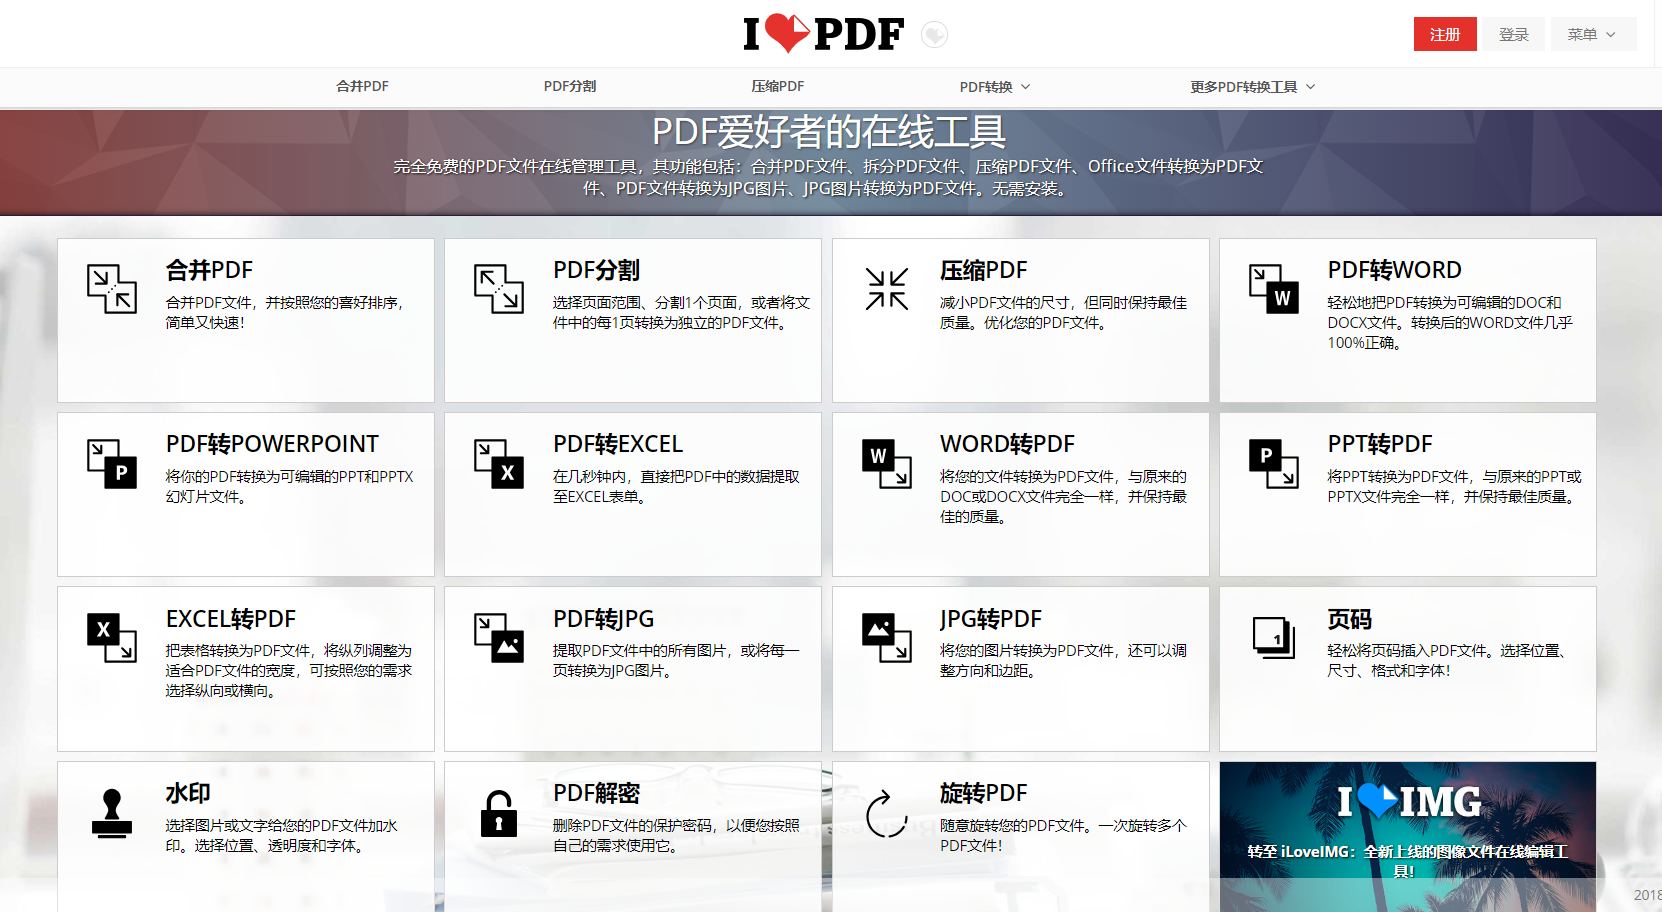 I PDF
注册
登录
菜单
合并PDF
PDF分割
压缩PDF
PDF转换
更多PDF转换工具
PDF爱好者的在线工具
完全免费的PDF文件在线管理工具，其功能包括：合并PDF文件、拆分PDF文件、压缩PDF文件、Office文件转换为PDF文
件、PDF文件转换为JPG图片、JPG图片转换为PDF文件。无需安装。
合并PDF
合并PDF文件，并按照您的喜好排序，
简单又快速！
PDF分割
选择页面范围、分割1个页面，或者将文
件中的每1页转换为独立的PDF文件。
压缩PDF
减小PDF文件的尺寸，但同时保持最佳
质量。优化您的PDF文件。
W
PDF转WORD
轻松地把PDF转换为可编辑的DOC和
DOCX文件。转换后的WORD文件几乎
100%正确。
P
PDF转POWERPOINT
将你的PDF转换为可编辑的PPT和PPTX
幻灯片文件。
X
PDF转EXCEL
在几秒钟内，直接把PDF中的数据提取
至EXCEL表单。
W
WORD转PDF
将您的文件转换为PDF文件，与原来的
DOC或DOCX文件完全一样，并保持最
佳的质量。
P
PPT转PDF
将PPT转换为PDF文件，与原来的PPT或
PPTX文件完全一样，并保持最佳质量。
X
EXCEL转PDF
把表格转换为PDF文件，将纵列调整为
适合PDF文件的宽度，可按照您的需求
选择纵向或横向。
PDF转JPG
提取PDF文件中的所有图片，或将每一
页转换为JPG图片。
JPG转PDF
将您的图片转换为PDF文件，还可以调
整方向和边距。
1
页码
轻松将页码插入PDF文件。选择位置、
尺寸、格式和字体！
水印
选择图片或文字给您的PDF文件加水
印。选择位置、透明度和字体。
PDF解密
删除PDF文件的保护密码，以便您按照
自己的需求使用它。
旋转PDF
随意旋转您的PDF文件。一次旋转多个
PDF文件！
I IMG
转至 iLoveIMG：全新上线的图像文件在线编辑工
具！
2018